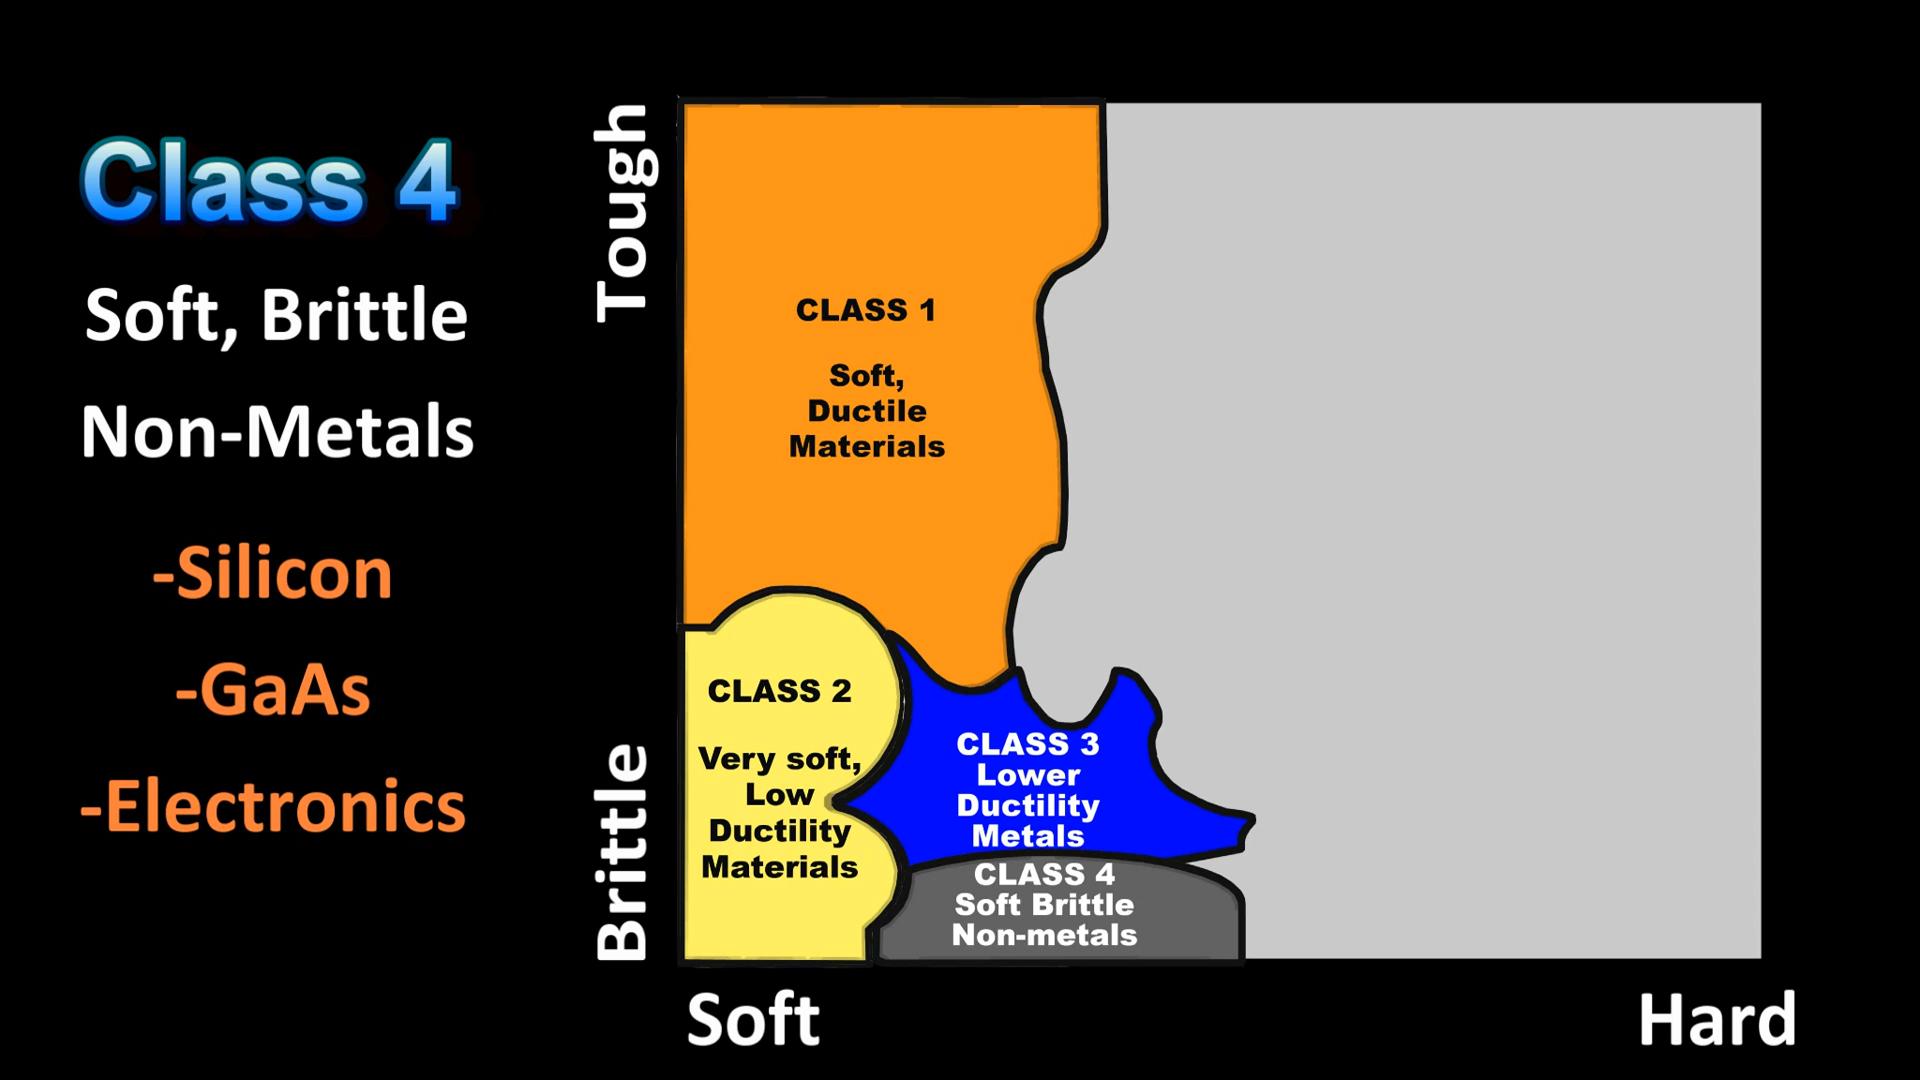 Class 4
Soft, Brittle
Non-Metals
-Silicon
-GaAs
-Electronics
Tough
Brittle
CLASS 1
Soft,
Ductile
Materials
CLASS 2
Very soft,
Low
Ductility
Materials
CLASS 3
Lower
Ductility
Metals
CLASS 4
Soft Brittle
Non-metals
Soft
Hard